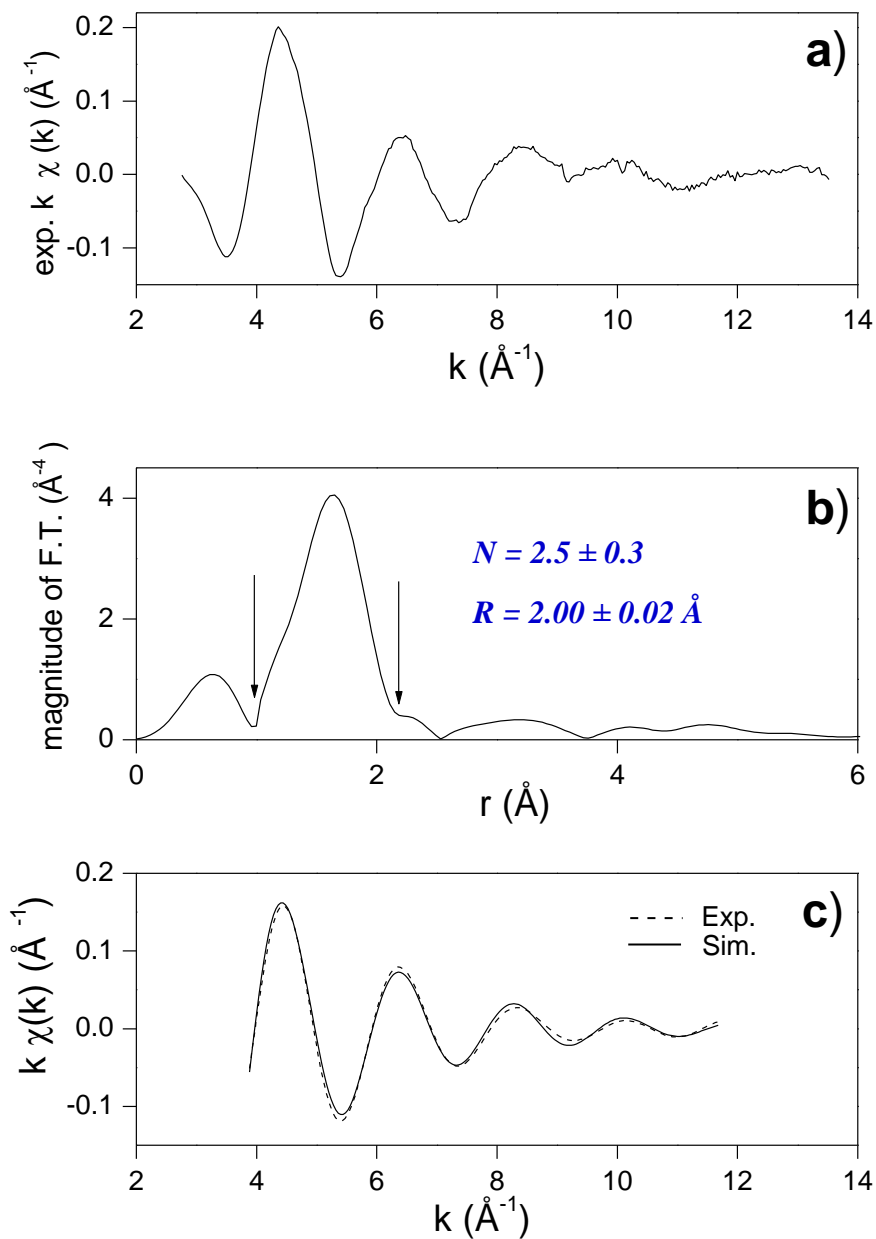 a)
exp. k χ (k) (Å⁻¹)
0.2
0.1
0.0
-0.1
2 4 6 8 10 12 14
k (Å⁻¹)
b)
magnitude of F.T. (Å⁻⁴)
4
2
0
N = 2.5 ± 0.3
R = 2.00 ± 0.02 Å
0 2 4 6
r (Å)
c)
k χ(k) (Å⁻¹)
0.2
0.1
0.0
-0.1
Exp.
Sim.
2 4 6 8 10 12 14
k (Å⁻¹)